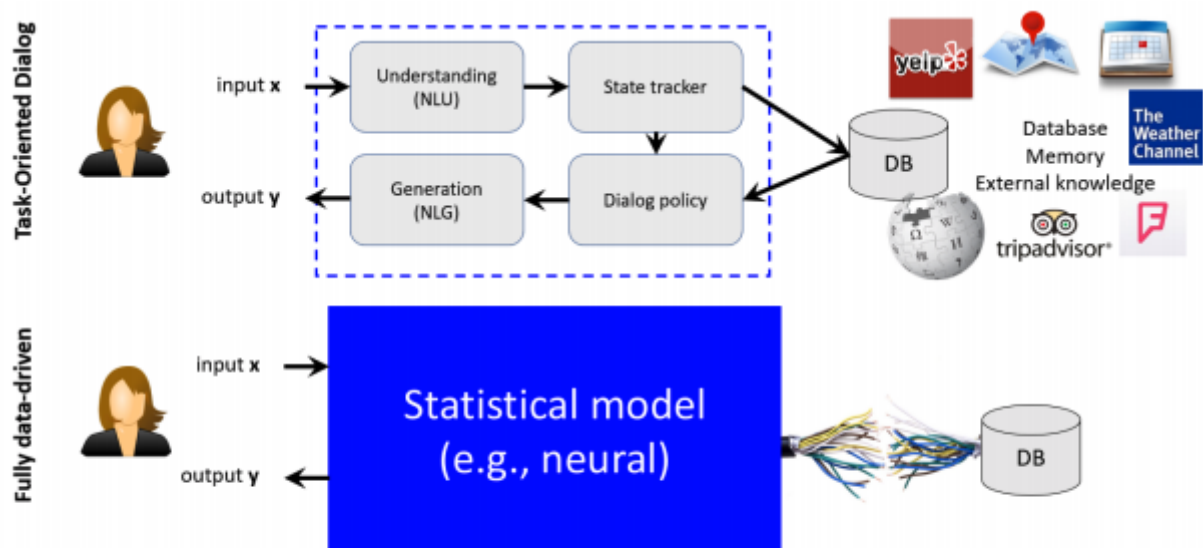 Task-Oriented Dialog
input x
Understanding
(NLU)
State tracker
output y
Generation
(NLG)
Dialog policy
DB
yelp
Database
Memory
External knowledge
The
Weather
Channel
tripadvisor®
Fully data-driven
input x
output y
Statistical model
(e.g., neural)
DB